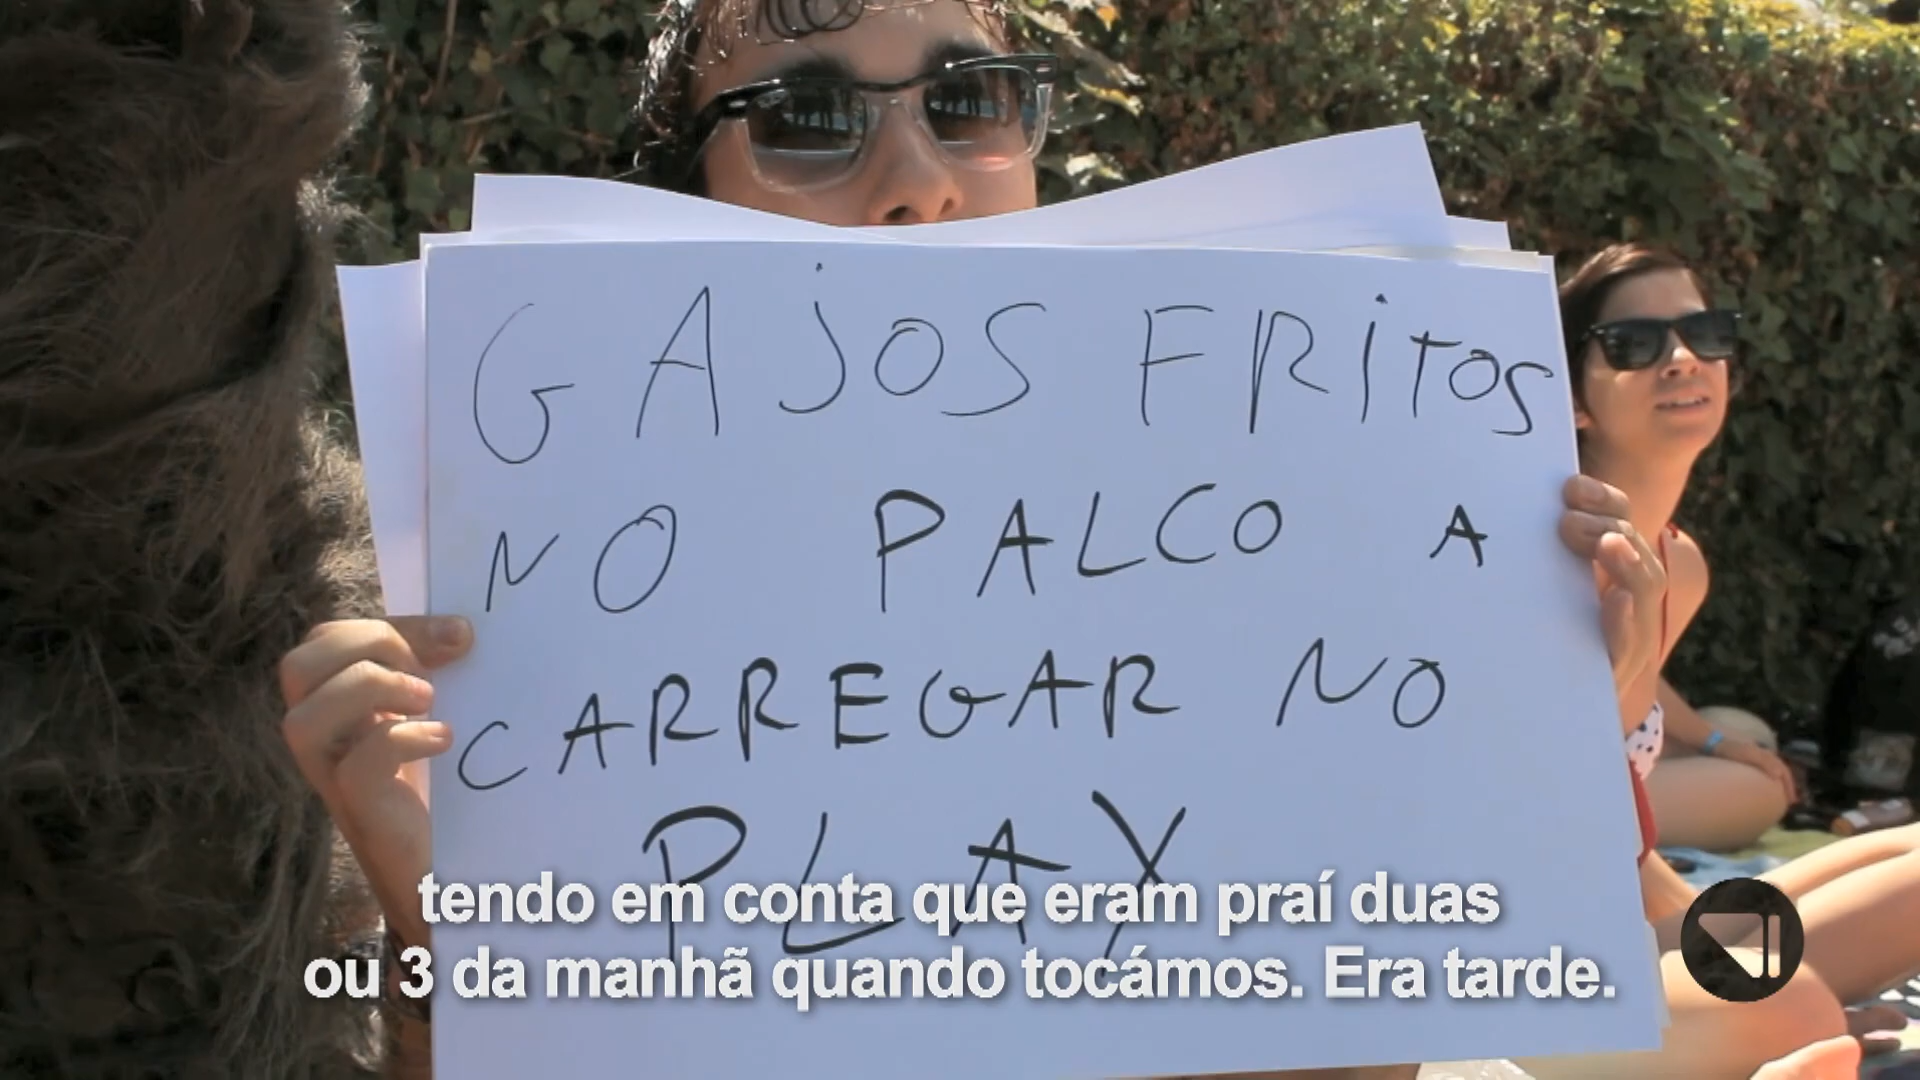 GAJOS FRITOS
NO PALCO A
CARREGAR NO
PLAY
tendo em conta que eram praí duas
ou 3 da manhã quando tocámos. Era tarde.